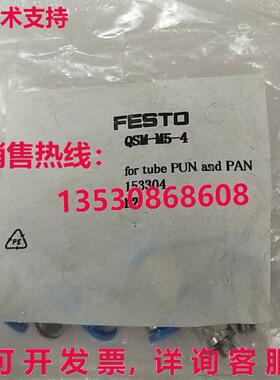 术支持
FESTO
QSM-M5-4
销售热线:
for tube PUN and PAN
13530868608
153304
PE
可开发票,详询客服